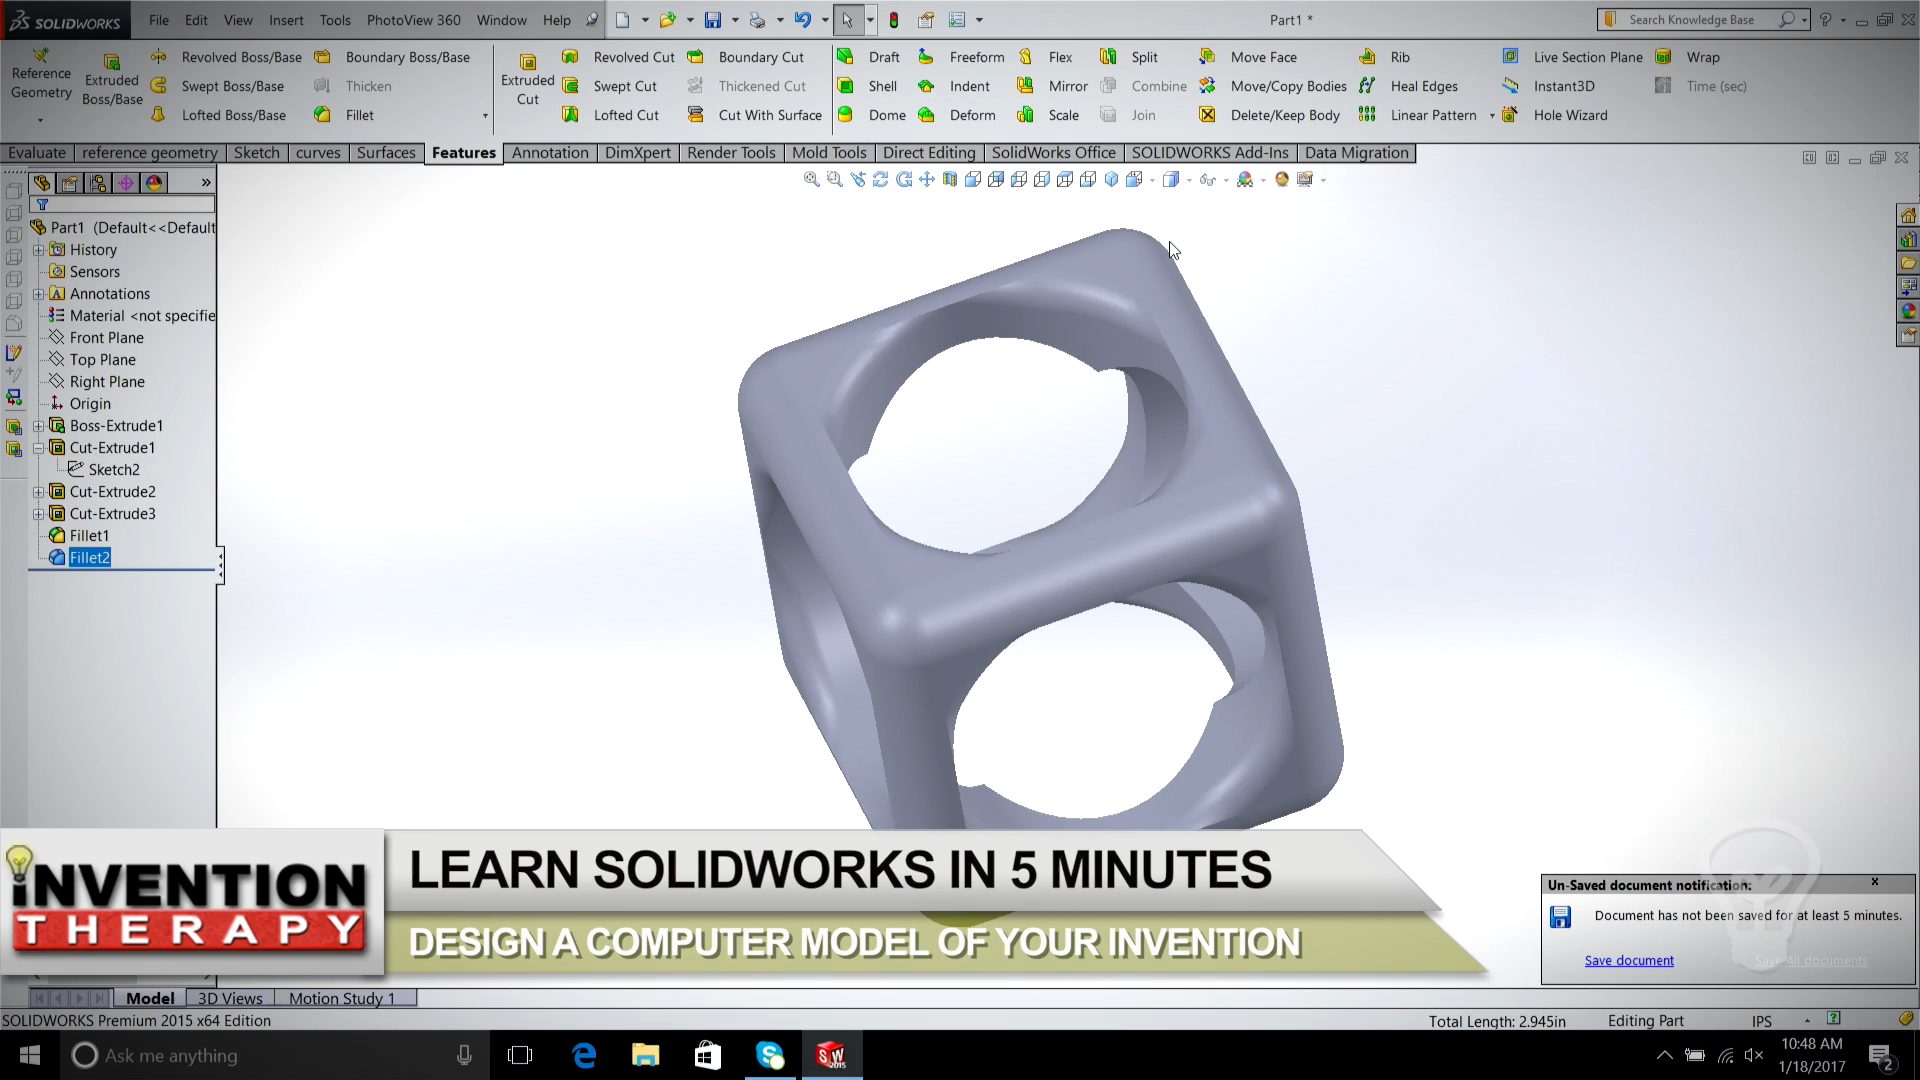 SOLIDWORKS
File Edit View Insert Tools PhotoView 360 Window Help
Part1 *
Search Knowledge Base
Reference Geometry
Extruded Boss/Base
Revolved Boss/Base
Swept Boss/Base
Lofted Boss/Base
Boundary Boss/Base
Thicken
Fillet
Extruded Cut
Revolved Cut
Swept Cut
Lofted Cut
Boundary Cut
Thickened Cut
Cut With Surface
Draft
Shell
Dome
Freeform
Indent
Deform
Flex
Mirror
Scale
Split
Combine
Join
Move Face
Move/Copy Bodies
Delete/Keep Body
Rib
Heal Edges
Linear Pattern
Live Section Plane
Instant3D
Hole Wizard
Wrap
Time (sec)
Evaluate reference geometry Sketch curves Surfaces Features Annotation DimXpert Render Tools Mold Tools Direct Editing SolidWorks Office SOLIDWORKS Add-Ins Data Migration
Part1 (Default<<Default
History
Sensors
Annotations
Material <not specifie
Front Plane
Top Plane
Right Plane
Origin
Boss-Extrude1
Cut-Extrude1
Sketch2
Cut-Extrude2
Cut-Extrude3
Fillet1
Fillet2
INVENTION
THERAPY
LEARN SOLIDWORKS IN 5 MINUTES
DESIGN A COMPUTER MODEL OF YOUR INVENTION
Un-Saved document notification:
Document has not been saved for at least 5 minutes.
Save document Save All documents
Model 3D Views Motion Study 1
SOLIDWORKS Premium 2015 x64 Edition
Total Length: 2.945in Editing Part IPS
Ask me anything
SW
2015
10:48 AM
1/18/2017
2